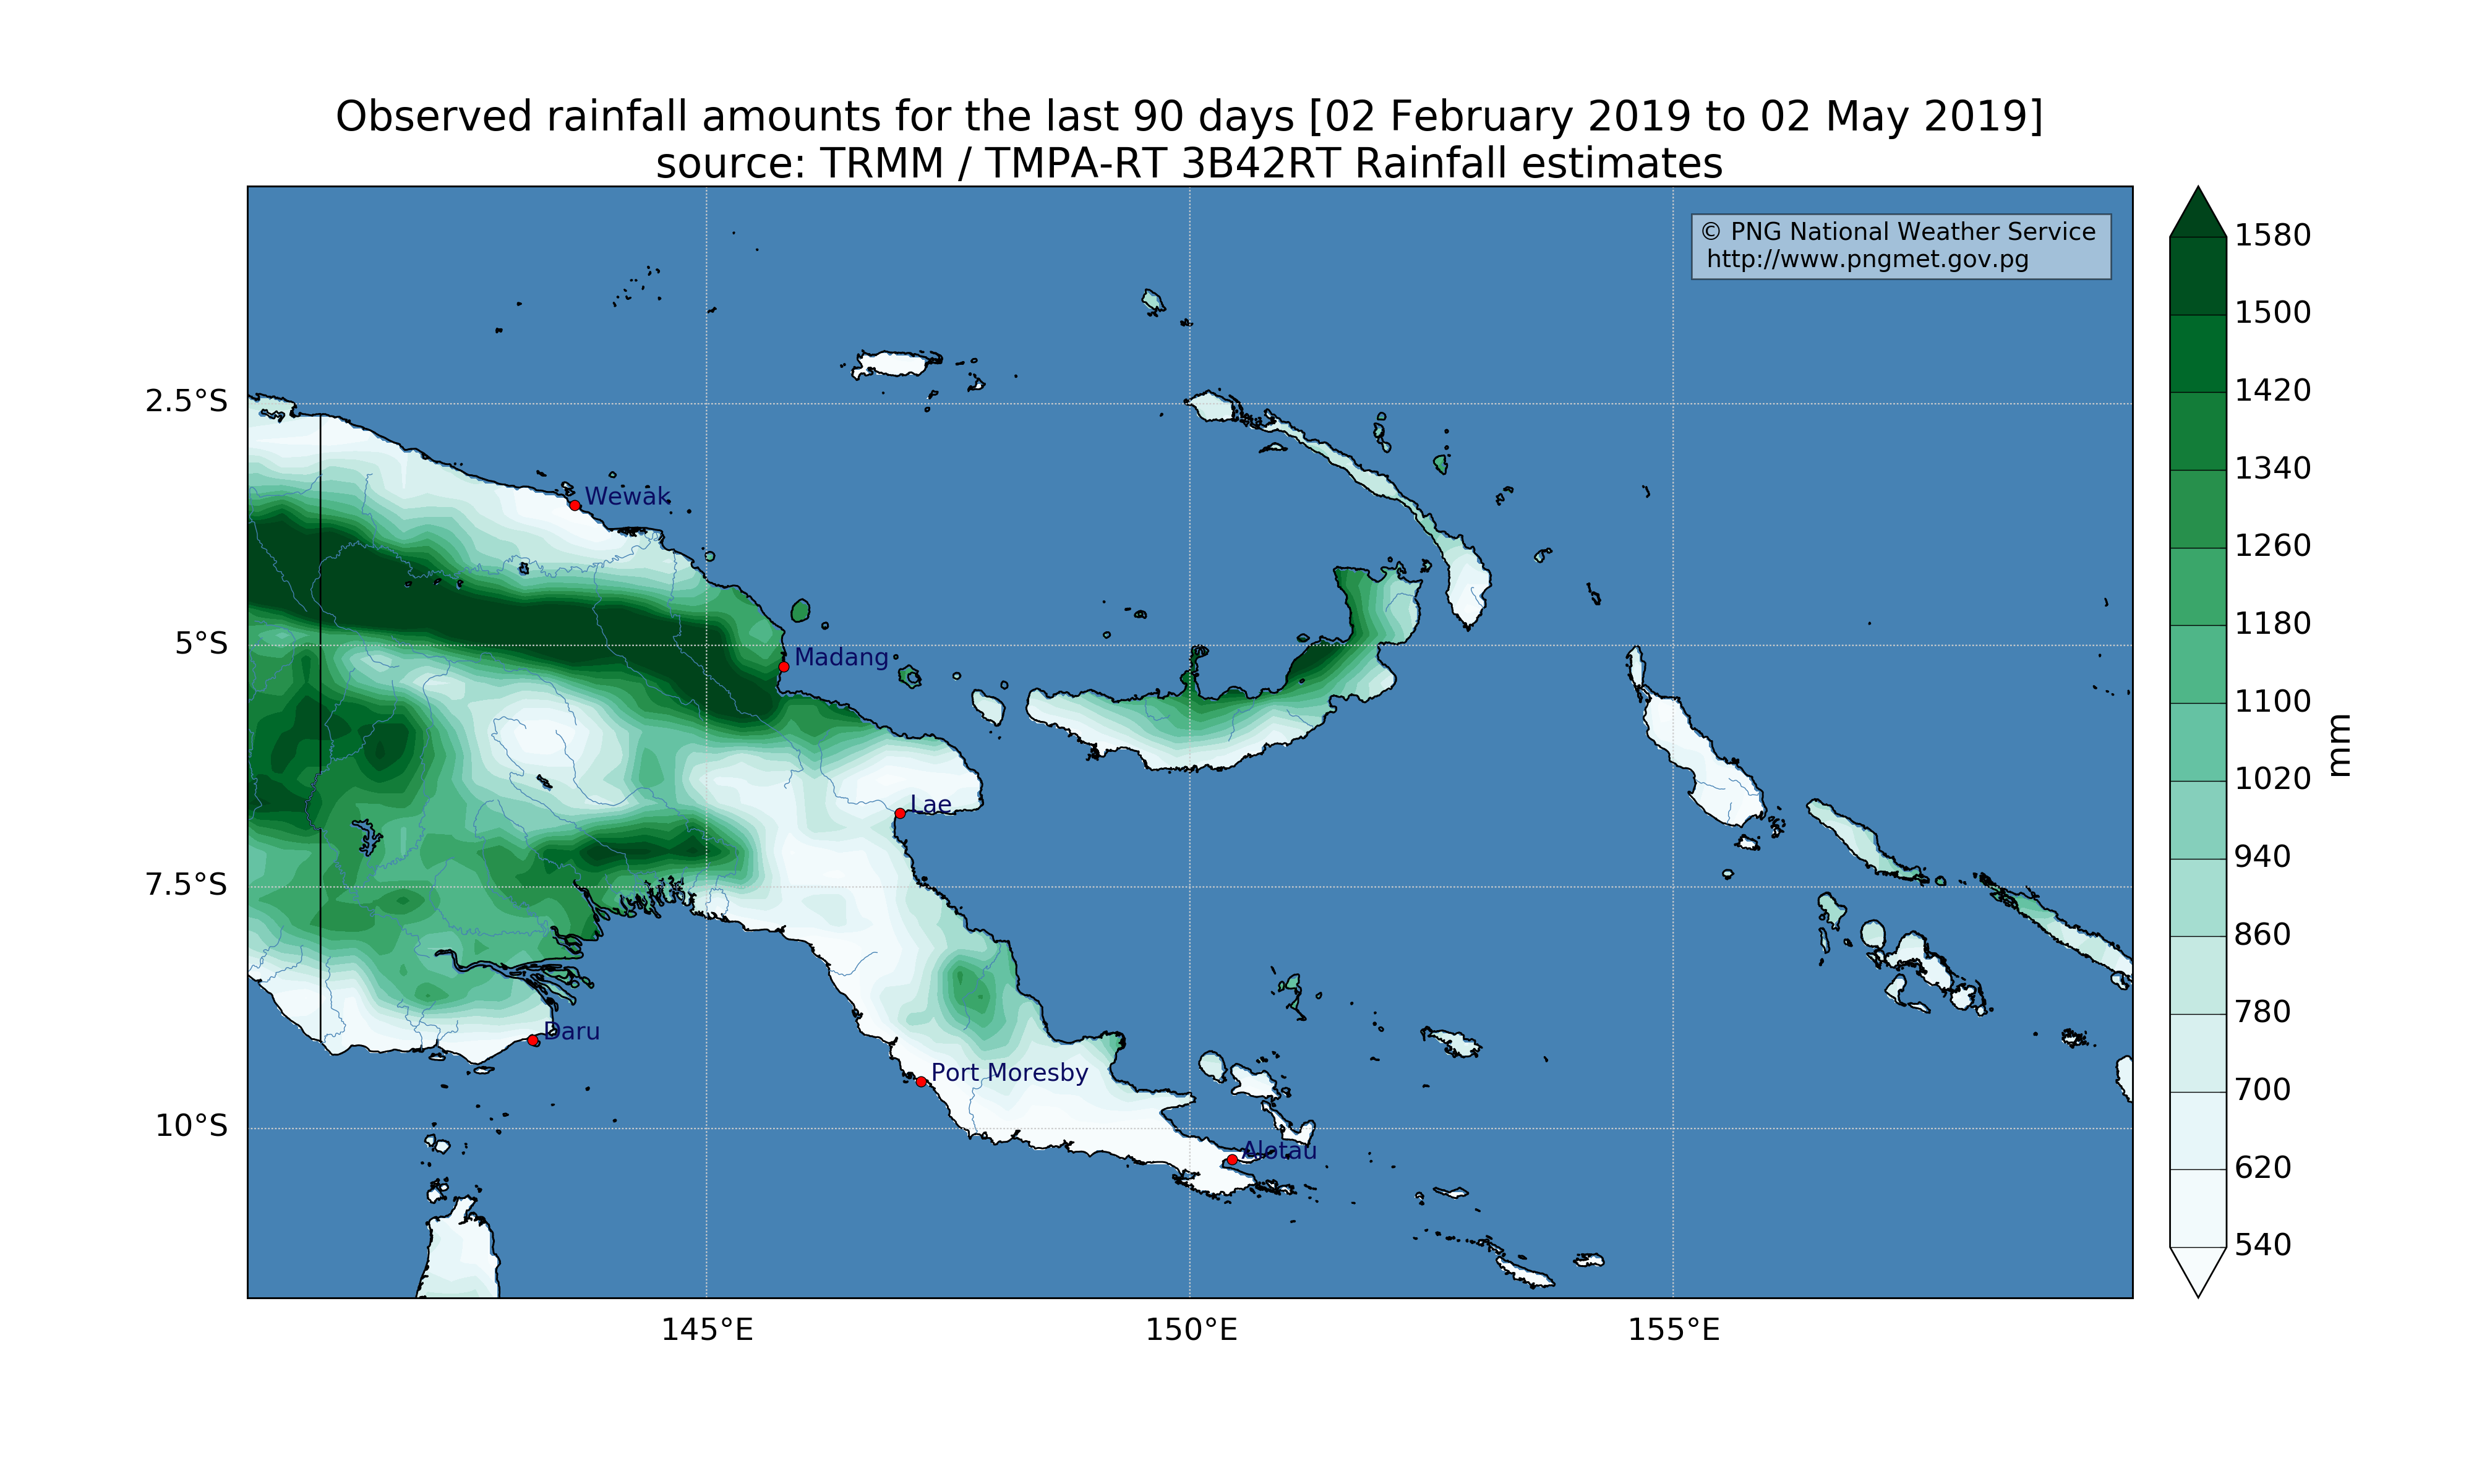 Observed rainfall amounts for the last 90 days [02 February 2019 to 02 May 2019]
source: TRMM / TMPA-RT 3B42RT Rainfall estimates
© PNG National Weather Service
http://www.pngmet.gov.pg
2.5°S
5°S
7.5°S
10°S
Wewak
Madang
Lae
Daru
Port Moresby
Alotau
145°E
150°E
155°E
1580
1500
1420
1340
1260
1180
1100
1020
940
860
780
700
620
540
mm